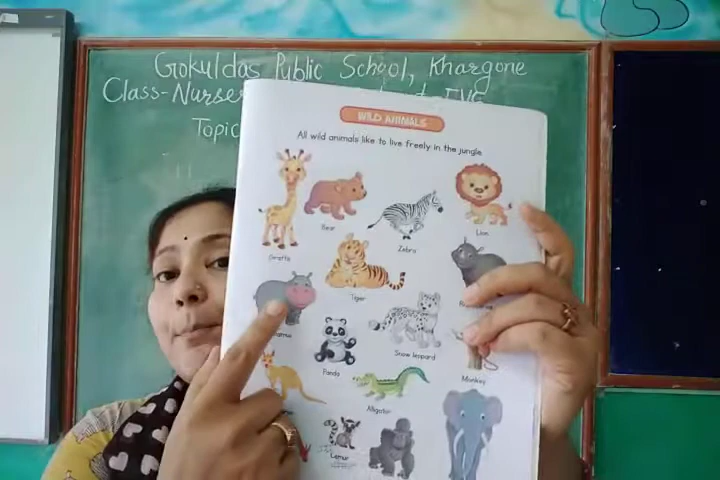 Gokuldas Public School, Khargone
Class-Nurser
Topic
WILD ANIMALS
All wild animals like to live freely in the jungle
Giraffe
Bear
Zebra
Lion
Tiger
Snow leopard
Panda
Monkey
Alligator
Lemur